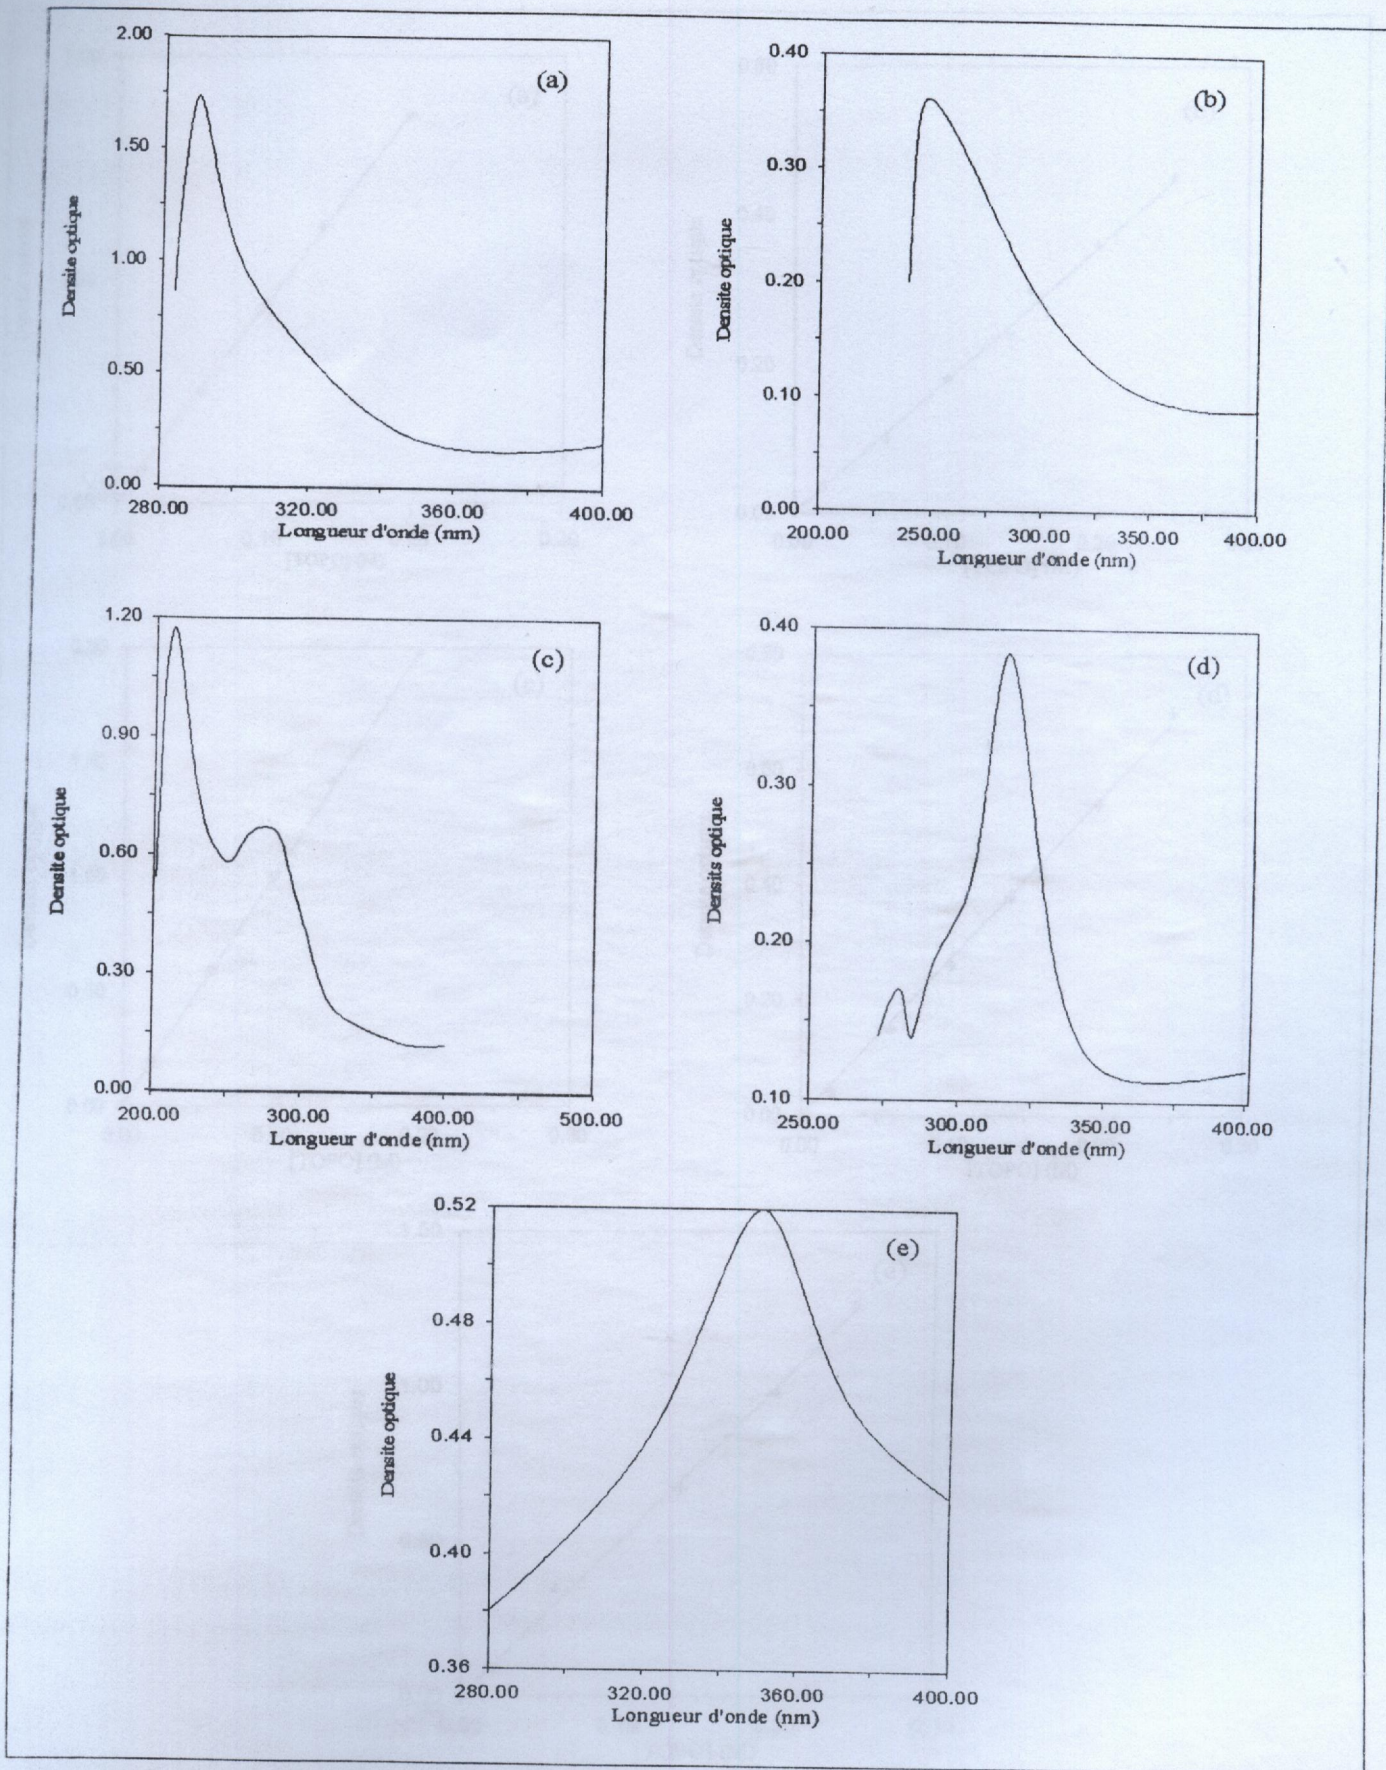 2.00
(a)
1.50
1.00
0.50
0.00
Densite optique
280.00 320.00 360.00 400.00
Longueur d'onde (nm)
0.40
(b)
0.30
0.20
0.10
0.00
Densite optique
200.00 250.00 300.00 350.00 400.00
Longueur d'onde (nm)
1.20
(c)
0.90
0.60
0.30
0.00
Densite optique
200.00 300.00 400.00 500.00
Longueur d'onde (nm)
0.40
(d)
0.30
0.20
0.10
Densits optique
250.00 300.00 350.00 400.00
Longueur d'onde (nm)
0.52
(e)
0.48
0.44
0.40
0.36
Densite optique
280.00 320.00 360.00 400.00
Longueur d'onde (nm)